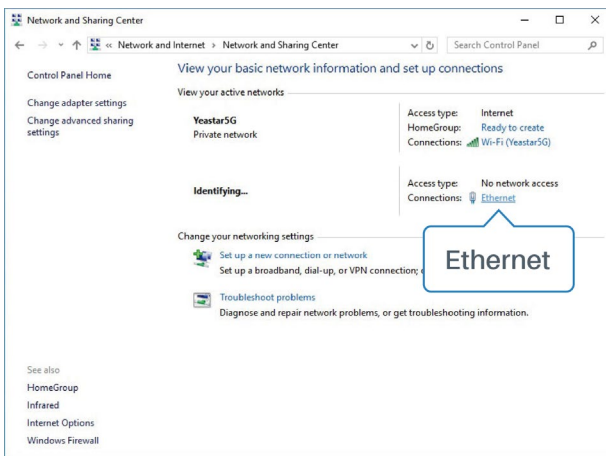 Network and Sharing Center
« Network and Internet > Network and Sharing Center
Search Control Panel
Control Panel Home
Change adapter settings
Change advanced sharing
settings
View your basic network information and set up connections
View your active networks
Yeastar5G
Private network
Access type: Internet
HomeGroup: Ready to create
Connections: Wi-Fi (Yeastar5G)
Identifying...
Access type: No network access
Connections: Ethernet
Ethernet
Change your networking settings
Set up a new connection or network
Set up a broadband, dial-up, or VPN connection;
Troubleshoot problems
Diagnose and repair network problems, or get troubleshooting information.
See also
HomeGroup
Infrared
Internet Options
Windows Firewall